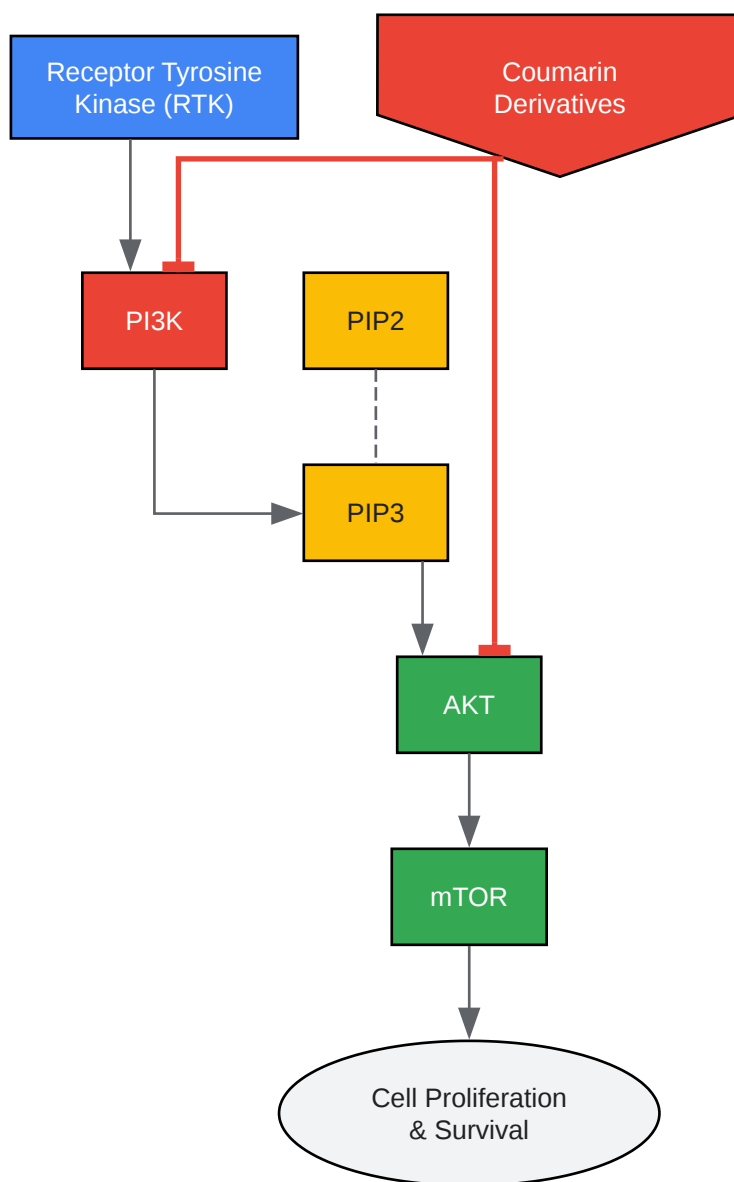 Receptor Tyrosine
Kinase (RTK)
Coumarin
Derivatives
PI3K
PIP2
PIP3
AKT
mTOR
Cell Proliferation
& Survival